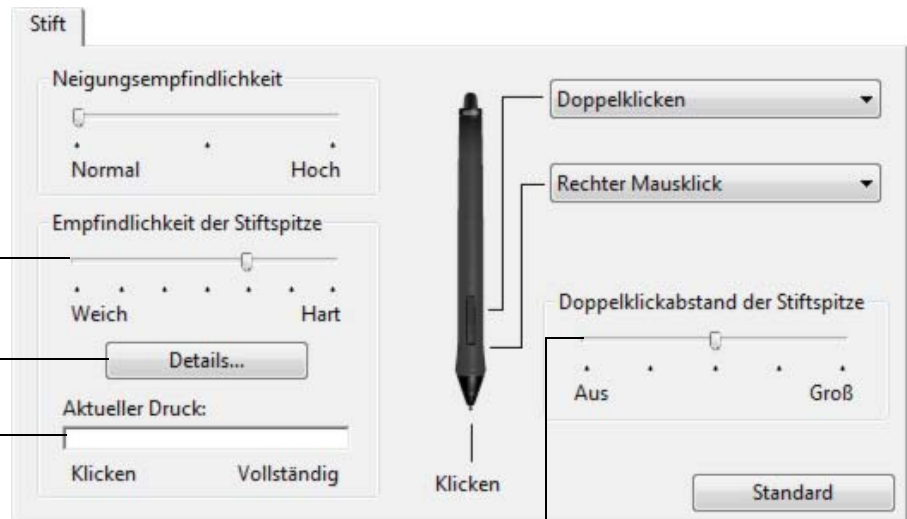 Stift
Neigungsempfindlichkeit
Normal Hoch
Empfindlichkeit der Stiftspitze
Weich Hart
Details...
Aktueller Druck:
Klicken Vollständig
Klicken
Doppelklicken
Rechter Mausklick
Doppelklickabstand der Stiftspitze
Aus Groß
Standard